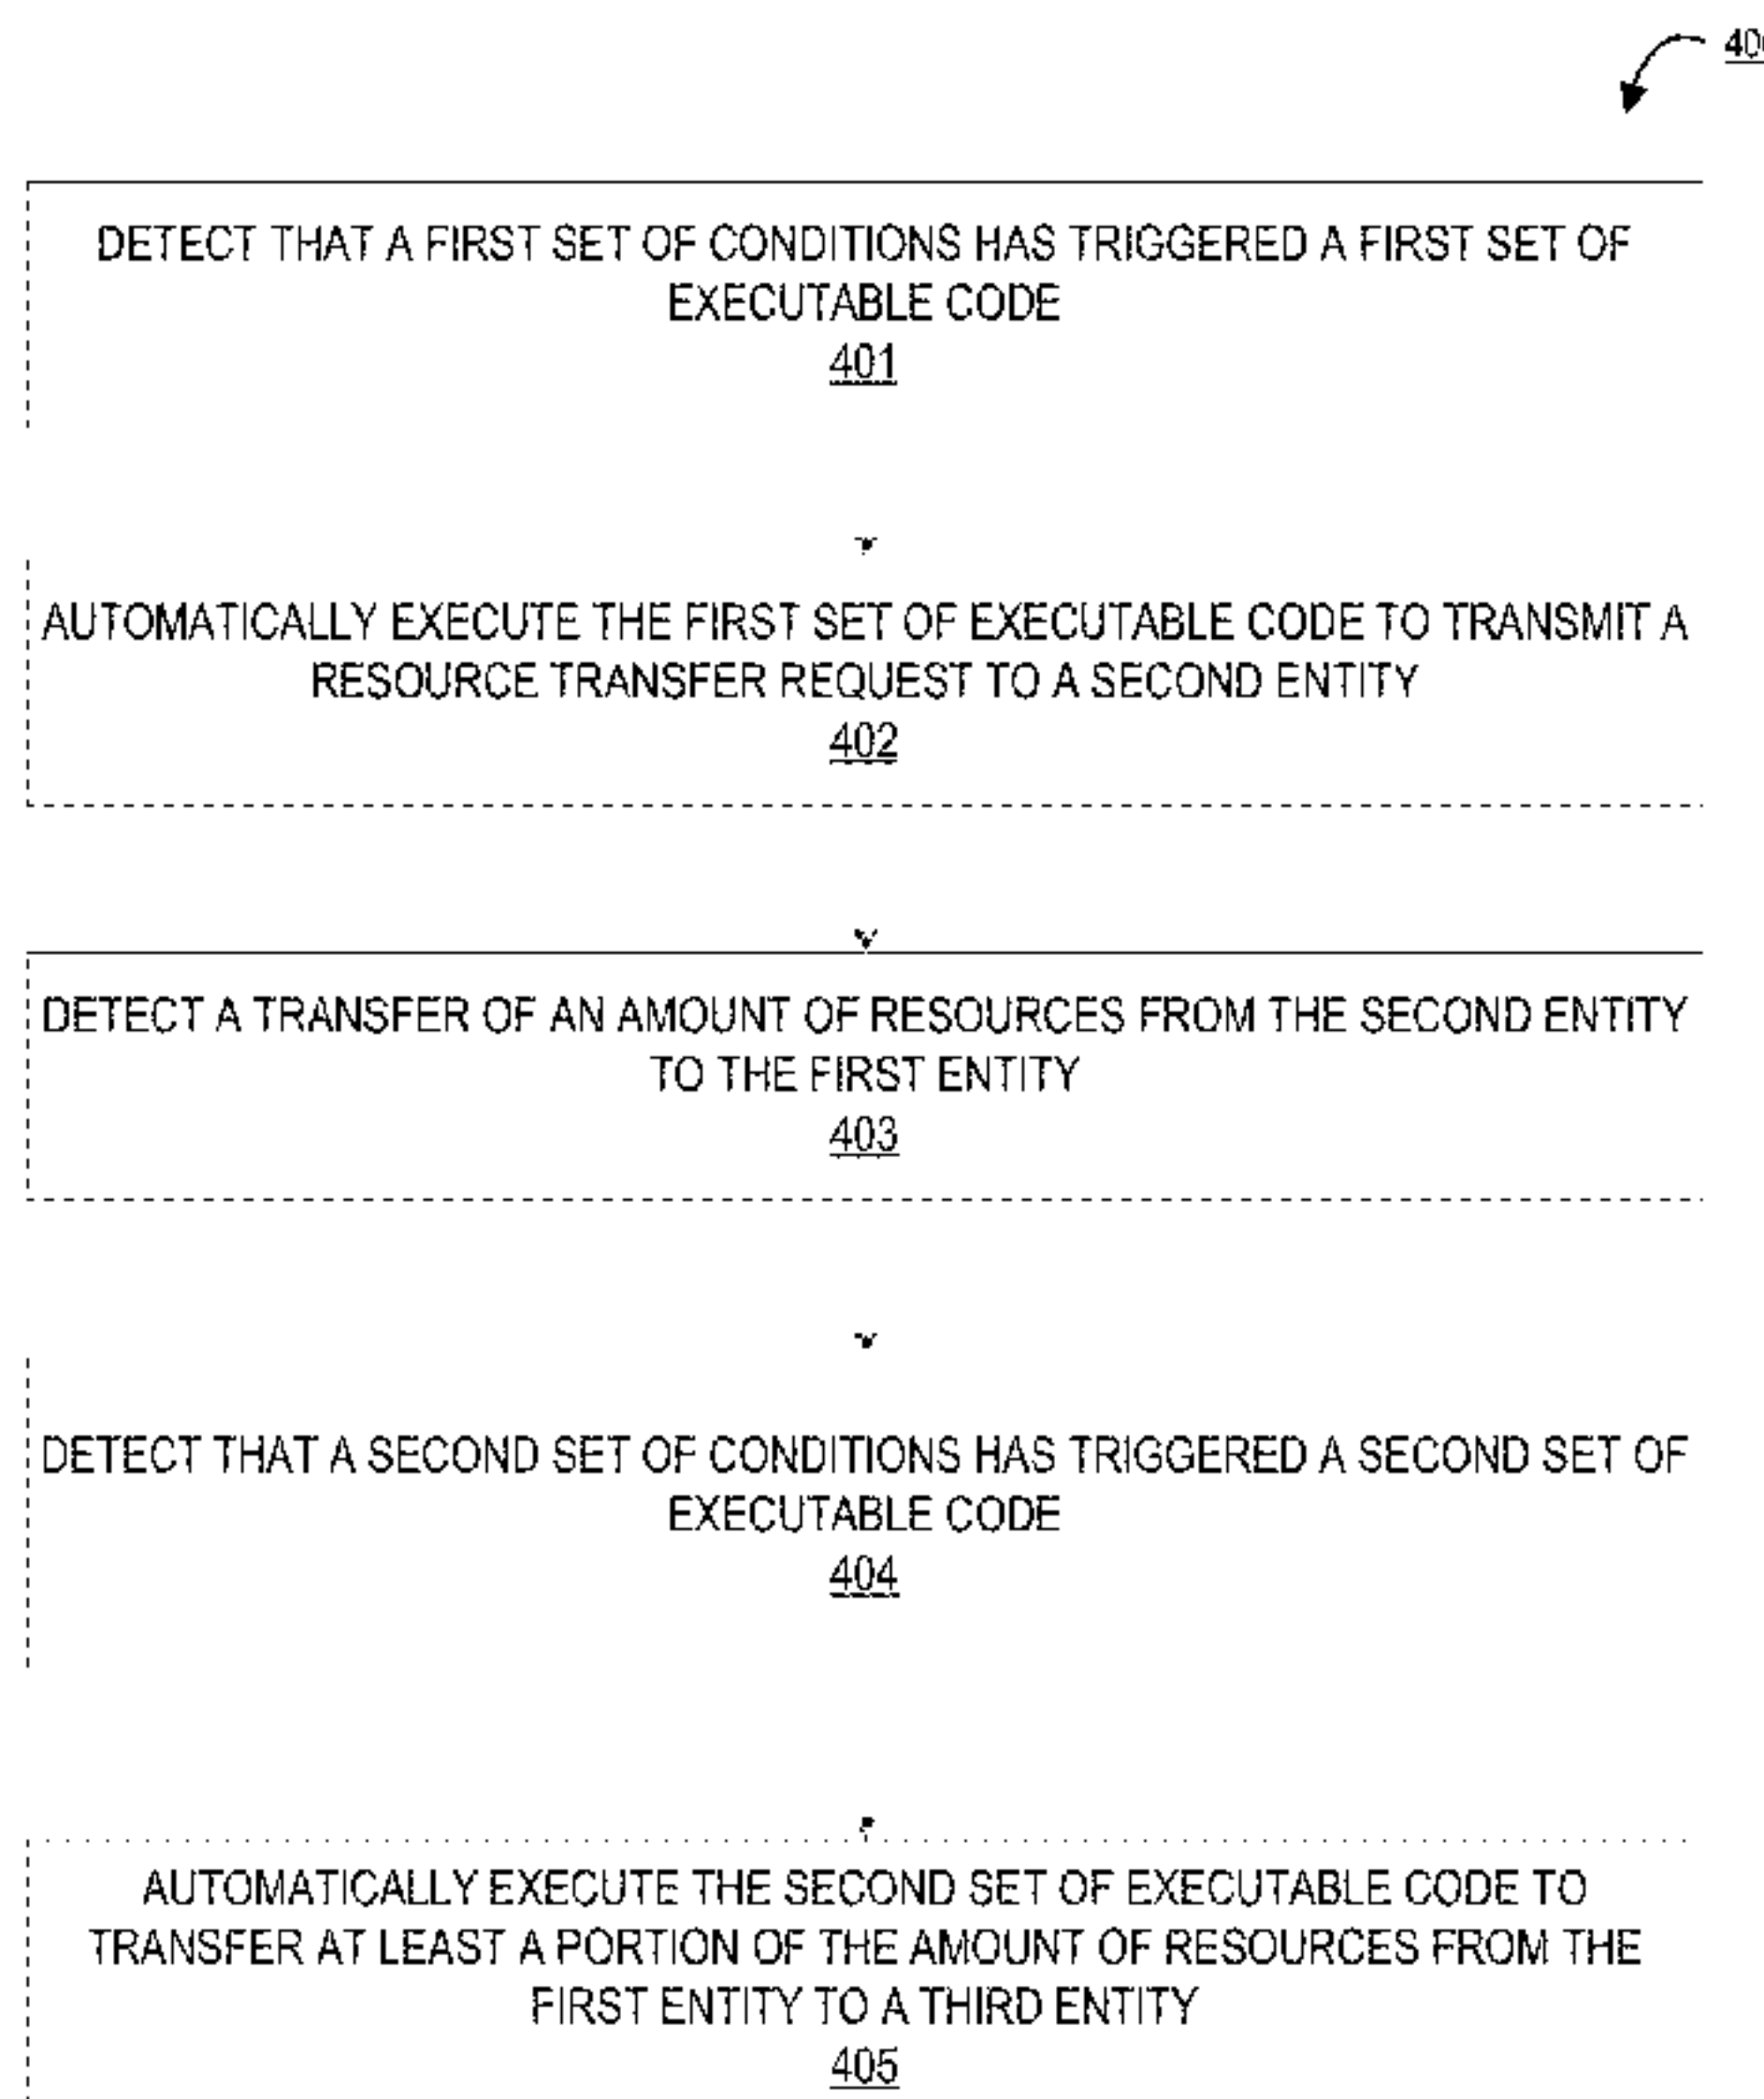 DETECT THAT A FIRST SET OF CONDITIONS HAS TRIGGERED A FIRST SET OF
EXECUTABLE CODE
401
AUTOMATICALLY EXECUTE THE FIRST SET OF EXECUTABLE CODE TO TRANSMIT A
RESOURCE TRANSFER REQUEST TO A SECOND ENTITY
402
DETECT A TRANSFER OF AN AMOUNT OF RESOURCES FROM THE SECOND ENTITY
TO THE FIRST ENTITY
403
DETECT THAT A SECOND SET OF CONDITIONS HAS TRIGGERED A SECOND SET OF
EXECUTABLE CODE
404
AUTOMATICALLY EXECUTE THE SECOND SET OF EXECUTABLE CODE TO
TRANSFER AT LEAST A PORTION OF THE AMOUNT OF RESOURCES FROM THE
FIRST ENTITY TO A THIRD ENTITY
405